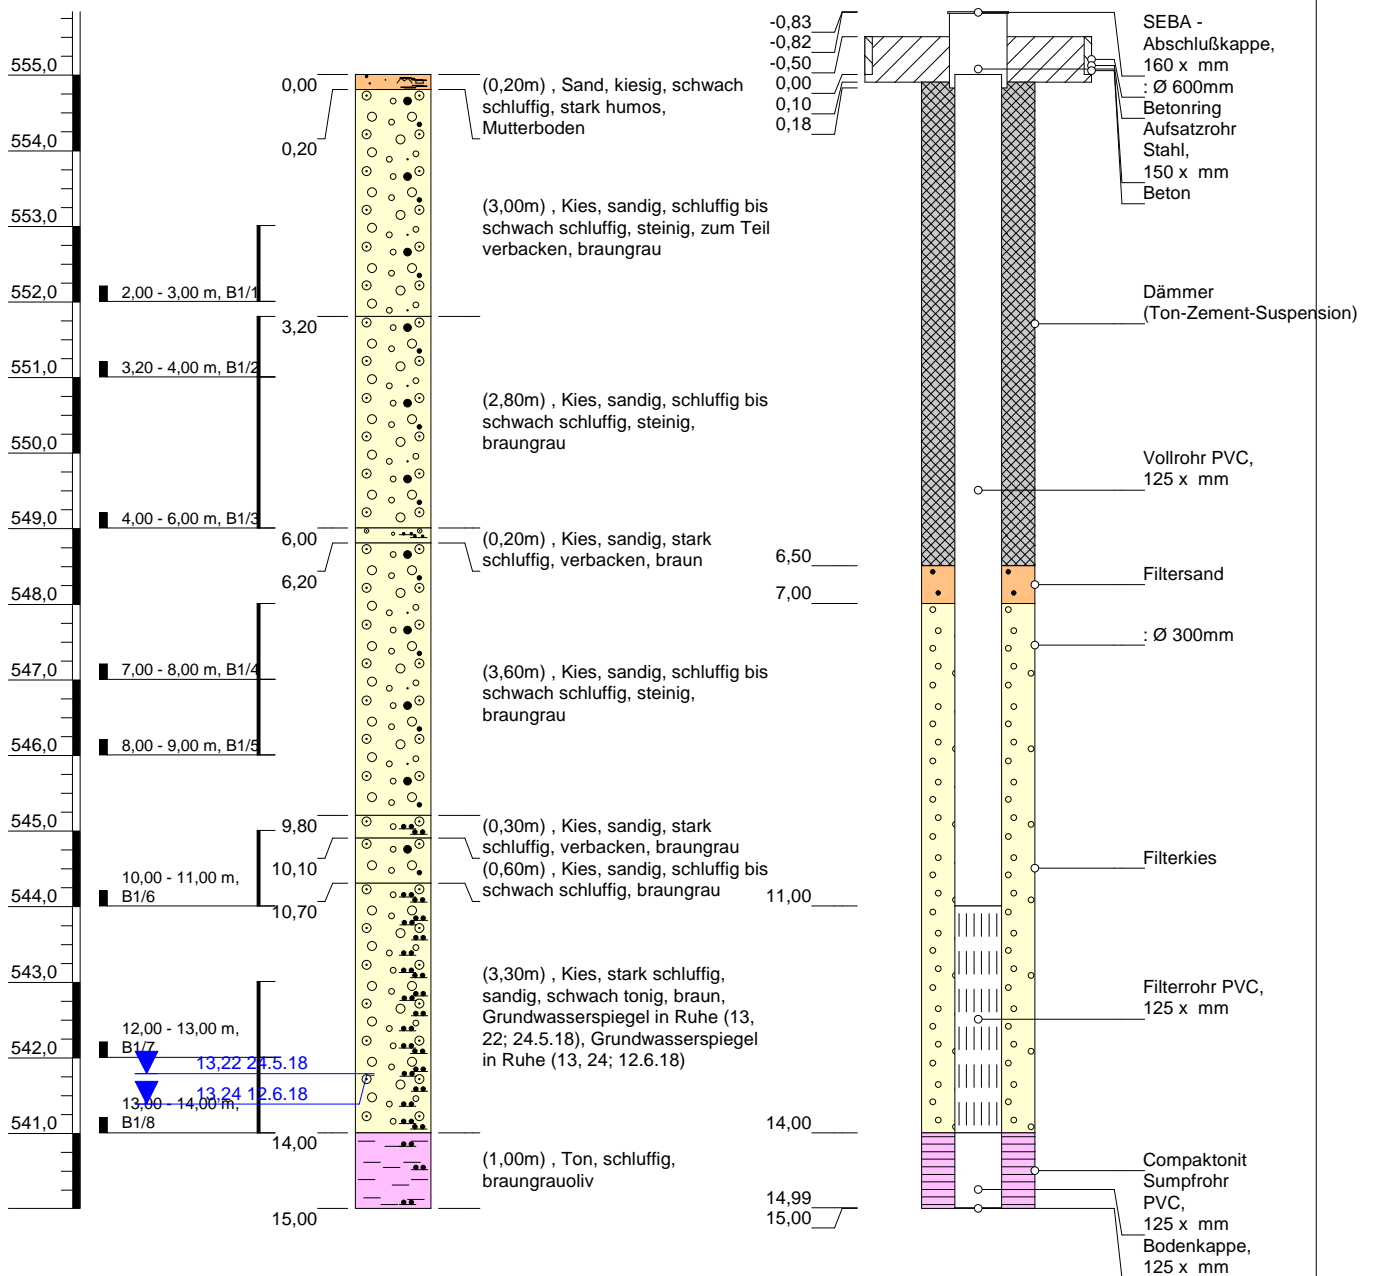 555,0
554,0
553,0
552,0
551,0
550,0
549,0
548,0
547,0
546,0
545,0
544,0
543,0
542,0
541,0
2,00 - 3,00 m, B1/1
3,20 - 4,00 m, B1/2
4,00 - 6,00 m, B1/3
7,00 - 8,00 m, B1/4
8,00 - 9,00 m, B1/5
10,00 - 11,00 m,
B1/6
12,00 - 13,00 m,
B1/7
13,22 24.5.18
13,24 12.6.18
13,00 - 14,00 m,
B1/8
0,00
0,20
3,20
6,00
6,20
9,80
10,10
10,70
14,00
15,00
(0,20m) , Sand, kiesig, schwach
schluffig, stark humos,
Mutterboden
(3,00m) , Kies, sandig, schluffig bis
schwach schluffig, steinig, zum Teil
verbacken, braungrau
(2,80m) , Kies, sandig, schluffig bis
schwach schluffig, steinig,
braungrau
(0,20m) , Kies, sandig, stark
schluffig, verbacken, braun
(3,60m) , Kies, sandig, schluffig bis
schwach schluffig, steinig,
braungrau
(0,30m) , Kies, sandig, stark
schluffig, verbacken, braungrau
(0,60m) , Kies, sandig, schluffig bis
schwach schluffig, braungrau
(3,30m) , Kies, stark schluffig,
sandig, schwach tonig, braun,
Grundwasserspiegel in Ruhe (13,
22; 24.5.18), Grundwasserspiegel
in Ruhe (13, 24; 12.6.18)
(1,00m) , Ton, schluffig,
braungrauoliv
-0,83
-0,82
-0,50
0,00
0,10
0,18
6,50
7,00
11,00
14,00
14,99
15,00
SEBA -
Abschlußkappe,
160 x  mm
: Ø 600mm
Betonring
Aufsatzrohr
Stahl,
150 x  mm
Beton
Dämmer
(Ton-Zement-Suspension)
Vollrohr PVC,
125 x  mm
Filtersand
: Ø 300mm
Filterkies
Filterrohr PVC,
125 x  mm
Compaktonit
Sumpfrohr
PVC,
125 x  mm
Bodenkappe,
125 x  mm